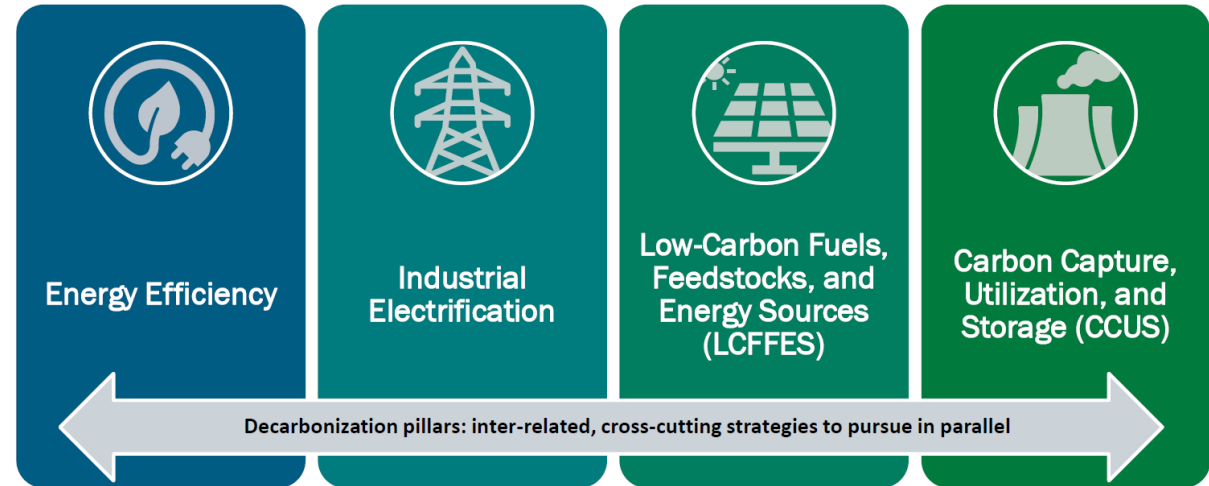 Energy Efficiency
Industrial
Electrification
Low-Carbon Fuels,
Feedstocks, and
Energy Sources
(LCFFES)
Carbon Capture,
Utilization, and
Storage (CCUS)
Decarbonization pillars: inter-related, cross-cutting strategies to pursue in parallel